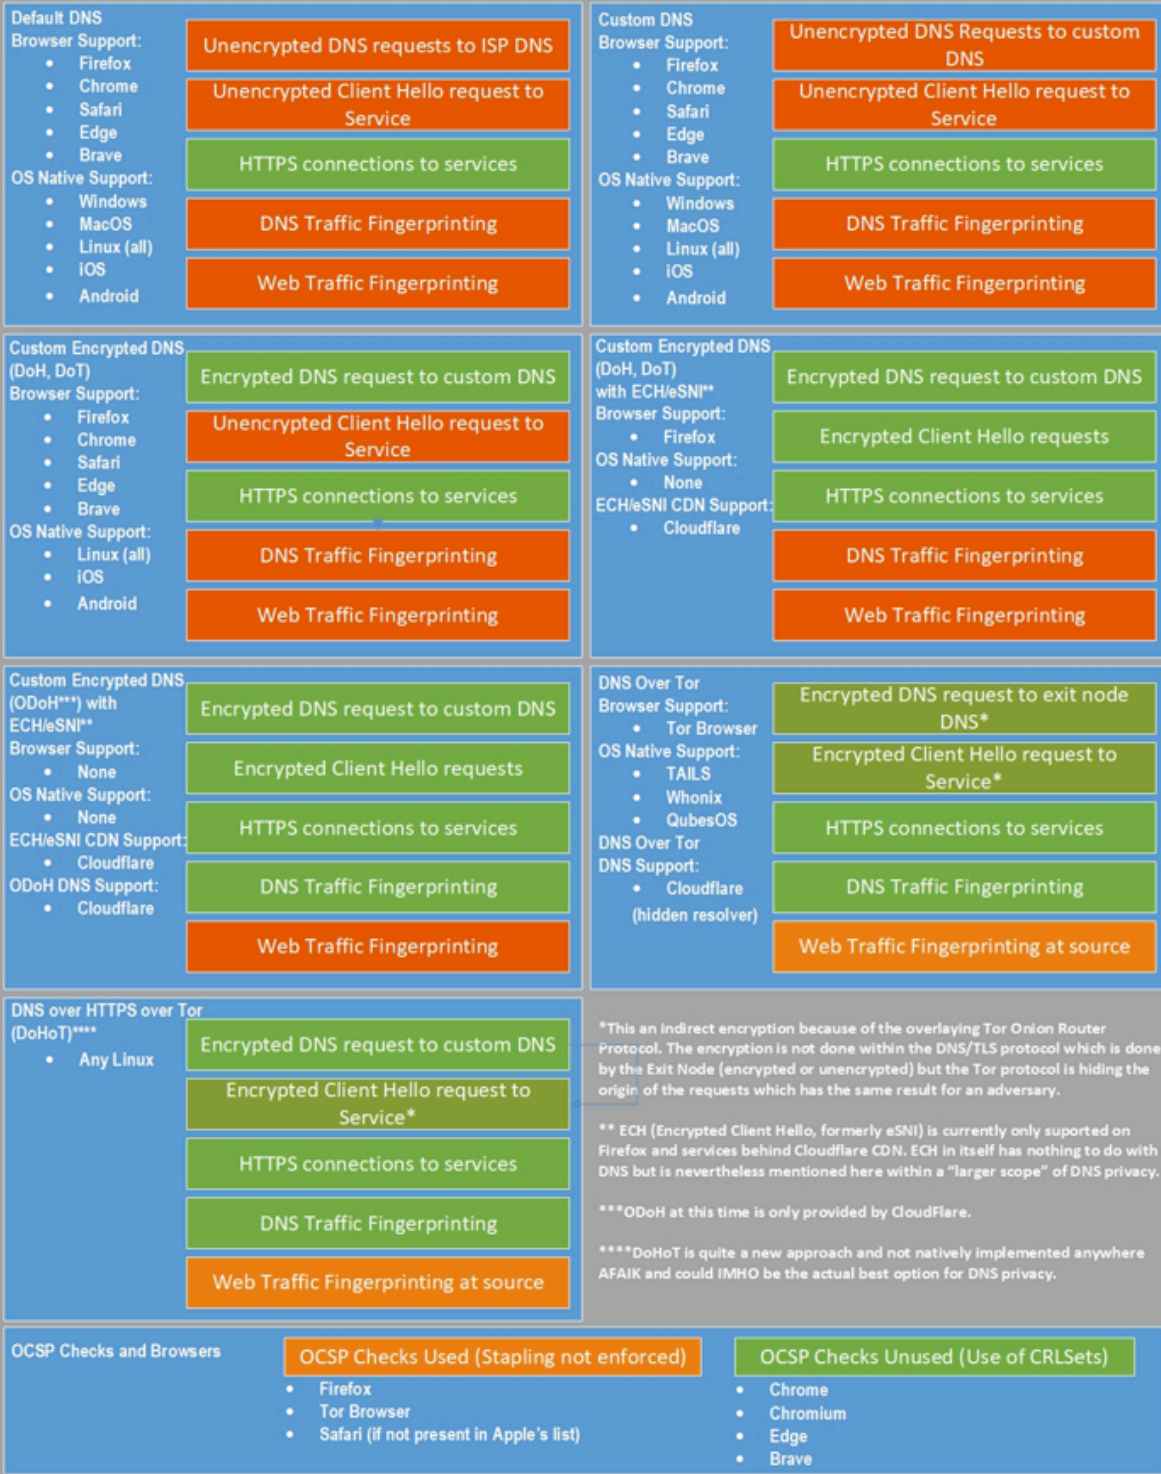 Default DNS
Browser Support:
• Firefox
• Chrome
• Safari
• Edge
• Brave
OS Native Support:
• Windows
• MacOS
• Linux (all)
• iOS
• Android
Unencrypted DNS requests to ISP DNS
Unencrypted Client Hello request to
Service
HTTPS connections to services
DNS Traffic Fingerprinting
Web Traffic Fingerprinting
Custom DNS
Browser Support:
• Firefox
• Chrome
• Safari
• Edge
• Brave
OS Native Support:
• Windows
• MacOS
• Linux (all)
• iOS
• Android
Unencrypted DNS Requests to custom
DNS
Unencrypted Client Hello request to
Service
HTTPS connections to services
DNS Traffic Fingerprinting
Web Traffic Fingerprinting
Custom Encrypted DNS
(DoH, DoT)
Browser Support:
• Firefox
• Chrome
• Safari
• Edge
• Brave
OS Native Support:
• Linux (all)
• iOS
• Android
Encrypted DNS request to custom DNS
Unencrypted Client Hello request to
Service
HTTPS connections to services
DNS Traffic Fingerprinting
Web Traffic Fingerprinting
Custom Encrypted DNS
(DoH, DoT)
with ECH/eSNI**
Browser Support:
• Firefox
OS Native Support:
• None
ECH/eSNI CDN Support:
• Cloudflare
Encrypted DNS request to custom DNS
Encrypted Client Hello requests
HTTPS connections to services
DNS Traffic Fingerprinting
Web Traffic Fingerprinting
Custom Encrypted DNS
(ODoH***) with
ECH/eSNI**
Browser Support:
• None
OS Native Support:
• None
ECH/eSNI CDN Support:
• Cloudflare
ODoH DNS Support:
• Cloudflare
Encrypted DNS request to custom DNS
Encrypted Client Hello requests
HTTPS connections to services
DNS Traffic Fingerprinting
Web Traffic Fingerprinting
DNS Over Tor
Browser Support:
• Tor Browser
OS Native Support:
• TAILS
• Whonix
• QubesOS
DNS Over Tor
DNS Support:
• Cloudflare
(hidden resolver)
Encrypted DNS request to exit node
DNS*
Encrypted Client Hello request to
Service*
HTTPS connections to services
DNS Traffic Fingerprinting
Web Traffic Fingerprinting at source
DNS over HTTPS over Tor
(DoHoT)****
• Any Linux
Encrypted DNS request to custom DNS
Encrypted Client Hello request to
Service*
HTTPS connections to services
DNS Traffic Fingerprinting
Web Traffic Fingerprinting at source
*This an indirect encryption because of the overlaying Tor Onion Router
Protocol. The encryption is not done within the DNS/TLS protocol which is done
by the Exit Node (encrypted or unencrypted) but the Tor protocol is hiding the
origin of the requests which has the same result for an adversary.
** ECH (Encrypted Client Hello, formerly eSNI) is currently only suported on
Firefox and services behind Cloudflare CDN. ECH in itself has nothing to do with
DNS but is nevertheless mentioned here within a “larger scope” of DNS privacy.
***ODoH at this time is only provided by CloudFlare.
****DoHoT is quite a new approach and not natively implemented anywhere
AFAIK and could IMHO be the actual best option for DNS privacy.
OCSP Checks and Browsers
OCSP Checks Used (Stapling not enforced)
• Firefox
• Tor Browser
• Safari (if not present in Apple’s list)
OCSP Checks Unused (Use of CRLSets)
• Chrome
• Chromium
• Edge
• Brave